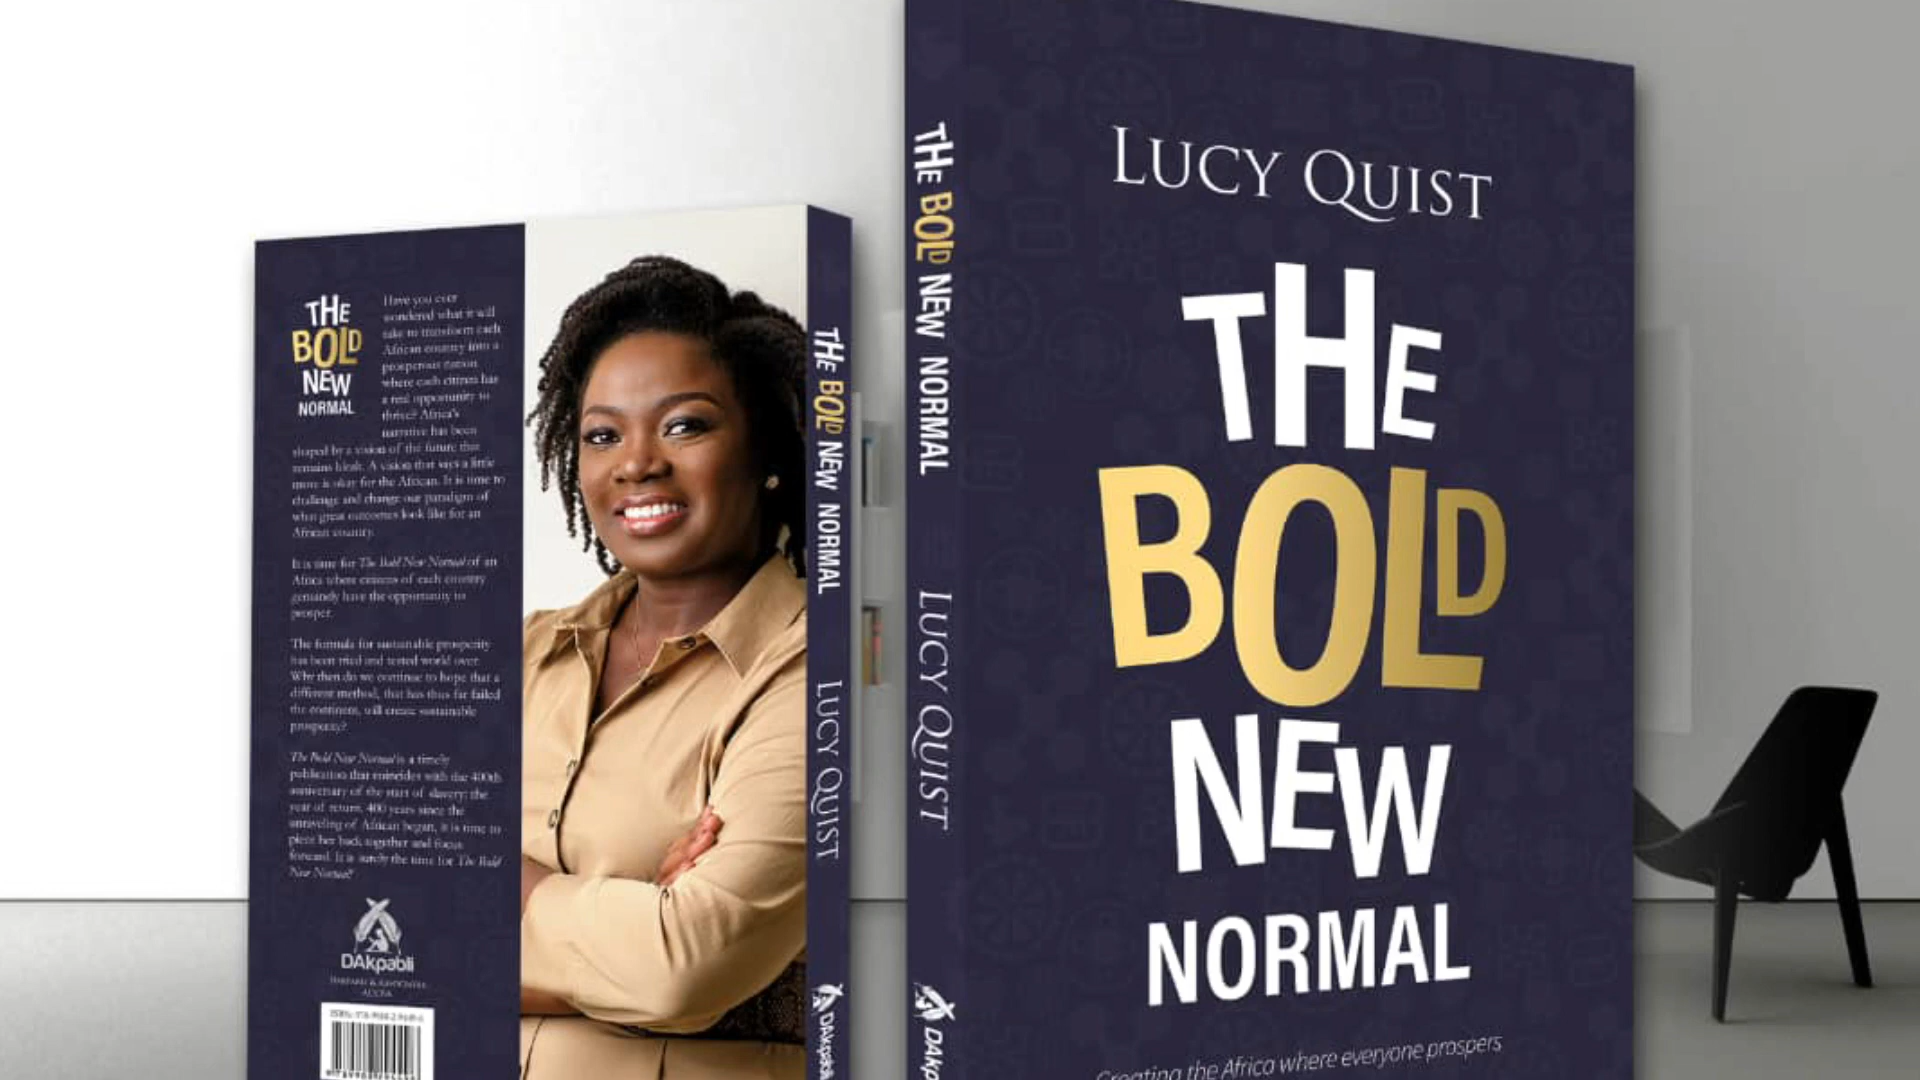 THE
BOLD
NEW
NORMAL
Have you ever
wondered what it will
take to transform each
African country into a
prosperous nation
where each citizen has
a real opportunity to
thrive? Africa's
narrative has been
shaped by a vision of the future that
remains bleak. A vision that says a little
more is okay for the African. It is time to
challenge and change our paradigm of
what great outcomes look like for an
African country.
It is time for The Bold New Normal of an
Africa where citizens of each country
genuinely have the opportunity to
prosper.
The formula for sustainable prosperity
has been tried and tested world over.
Why then do we continue to hope that a
different method, that has thus far failed
the continent, will create sustainable
prosperity?
The Bold New Normal is a timely
publication that coincides with the 400th
anniversary of the start of slavery; the
year of return. 400 years since the
unraveling of African began, it is time to
piece her back together and focus
forward. It is surely the time for The Bold
New Normal?
DAkpabli
& ASSOCIATES
ACCRA
THE BOLD NEW NORMAL
LUCY QUIST
DAkpabli
THE BOLD NEW NORMAL
LUCY QUIST
DAkp
LUCY QUIST
THE
BOLD
NEW
NORMAL
Creating the Africa where everyone prospers